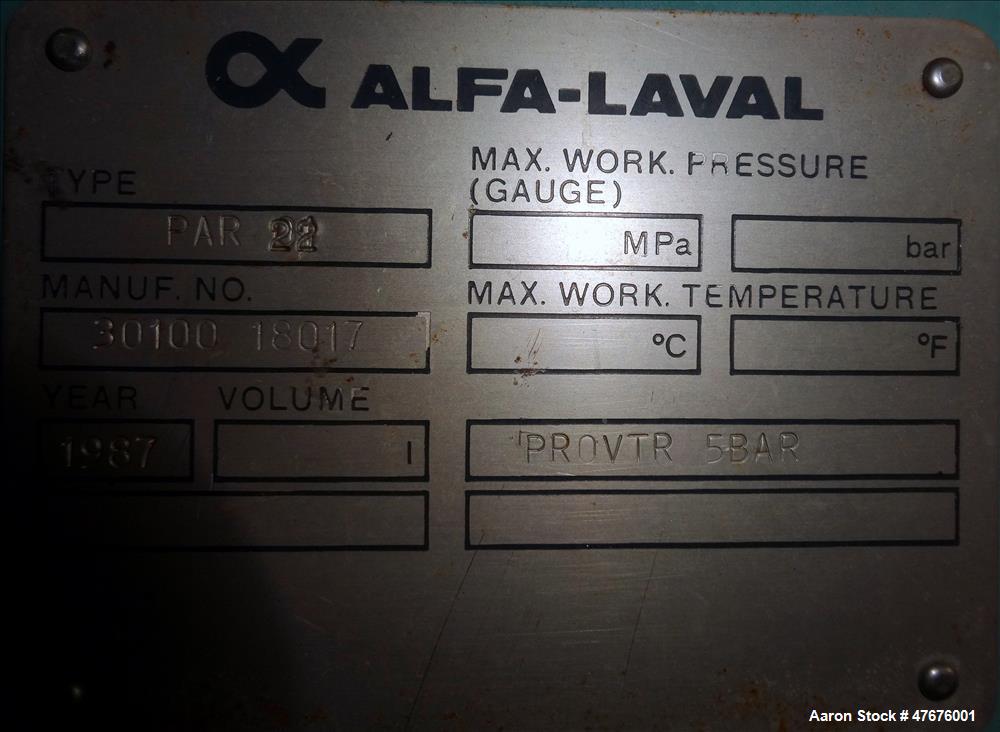 α ALFA-LAVAL
TYPE
PAR
MAX. WORK. PRESSURE
(GAUGE)
MPa
bar
MANUF. NO.
30100 18017
MAX. WORK. TEMPERATURE
°C
°F
YEAR
1987
VOLUME
l
PROVTR 5BAR
Aaron Stock # 47676001